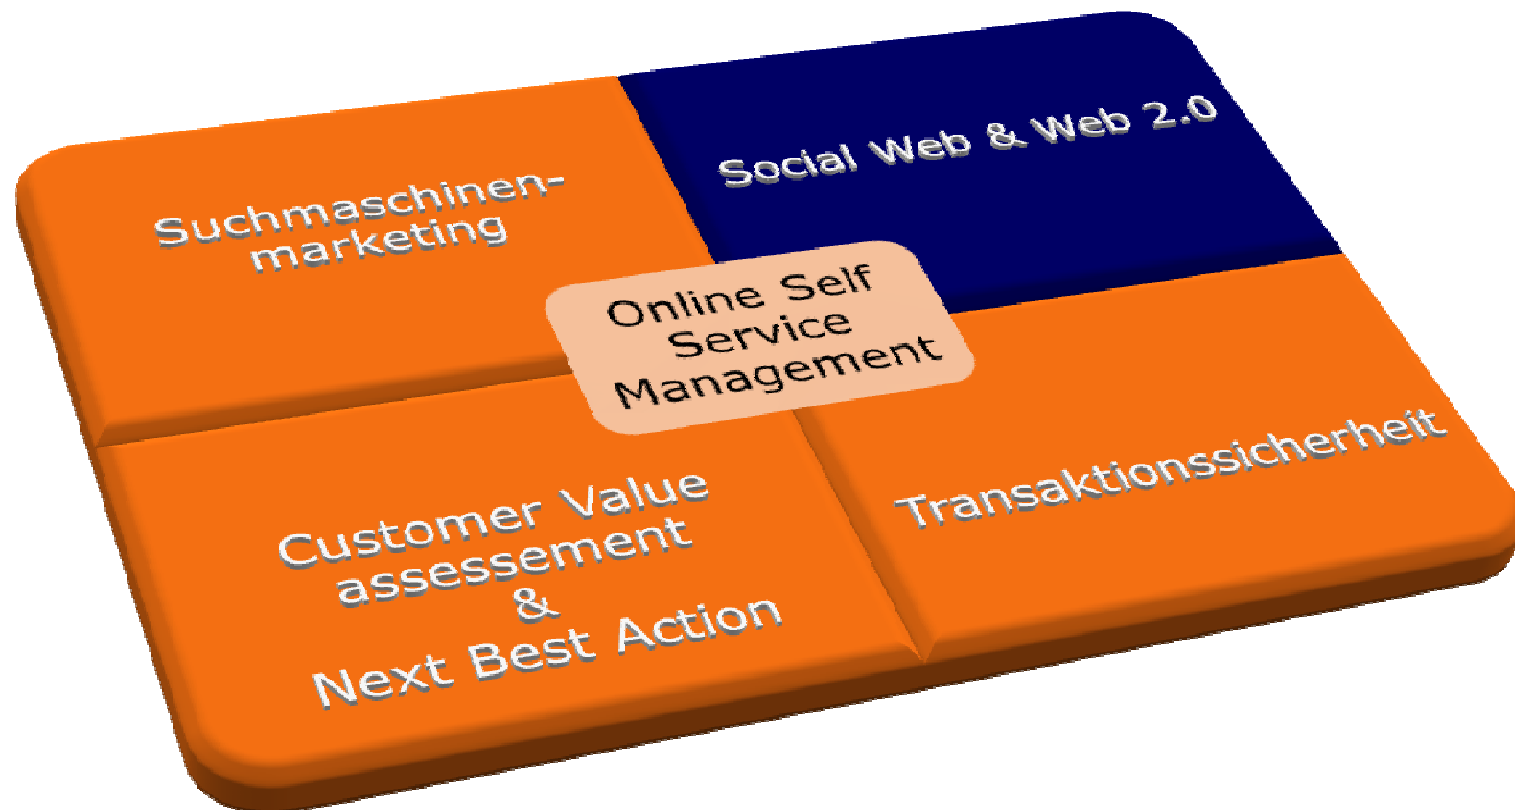 Suchmaschinen-
marketing
Social Web & Web 2.0
Online Self
Service
Management
Customer Value
assessement
&
Next Best Action
Transaktionssicherheit